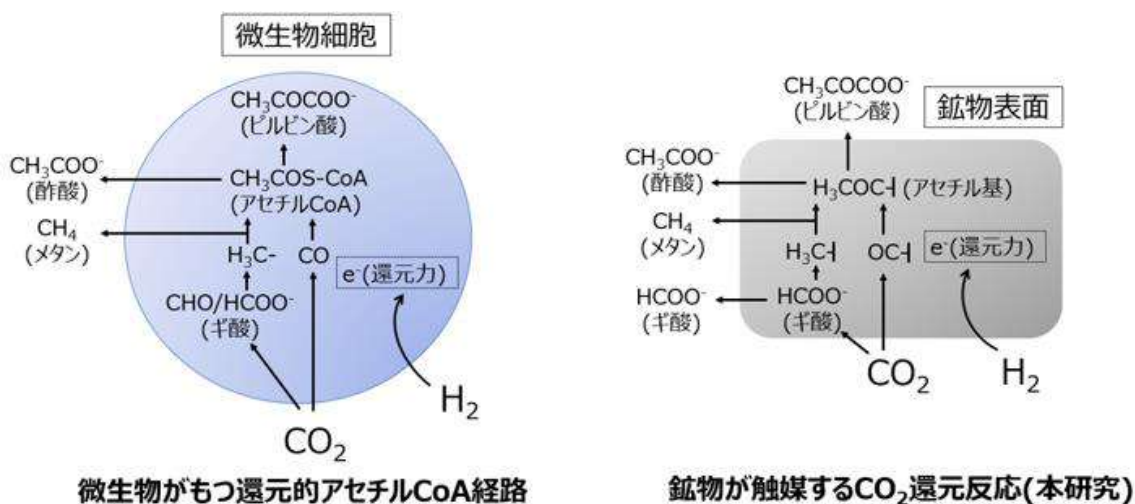 微生物細胞
CH₃COCOO⁻
(ピルビン酸)
CH₃COO⁻
(酢酸)
CH₃COS-CoA
(アセチルCoA)
CH₄
(メタン)
H₃C-
CO
e⁻(還元力)
CHO/HCOO⁻
(ギ酸)
H₂
CO₂
微生物がもつ還元的アセチルCoA経路
鉱物表面
CH₃COCOO⁻
(ピルビン酸)
CH₃COO⁻
(酢酸)
H₃COC┤(アセチル基)
CH₄
(メタン)
H₃C┤
OC┤
e⁻(還元力)
HCOO⁻
(ギ酸)
HCOO⁻
(ギ酸)
CO₂
H₂
鉱物が触媒するCO₂還元反応(本研究)